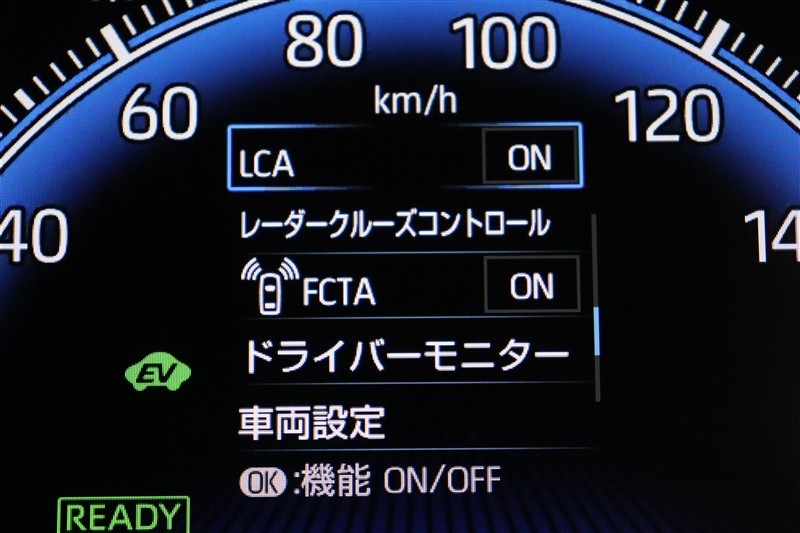 80
100
km/h
60
120
LCA ON
40
レーダークルーズコントロール
14
FCTA ON
ドライバーモニター
EV
車両設定
OK:機能 ON/OFF
READY